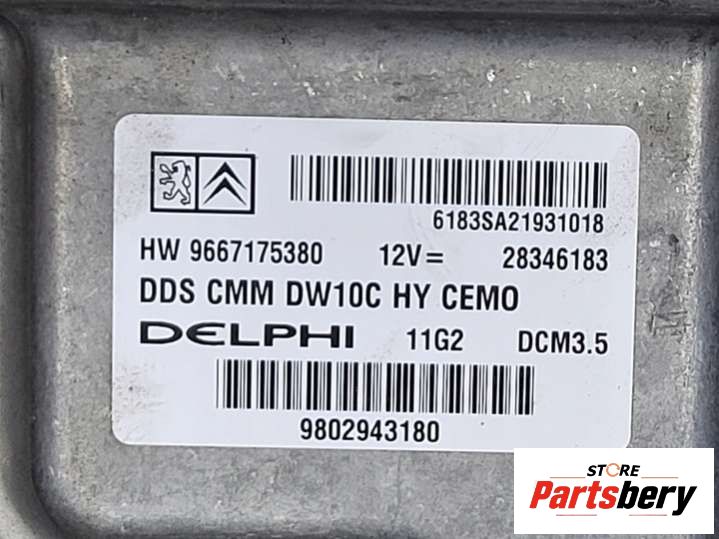 6183SA21931018
HW 9667175380 12V= 28346183
DDS CMM DW10C HY CEMO
DELPHI 11G2 DCM3.5
9802943180
STORE
Partsbery